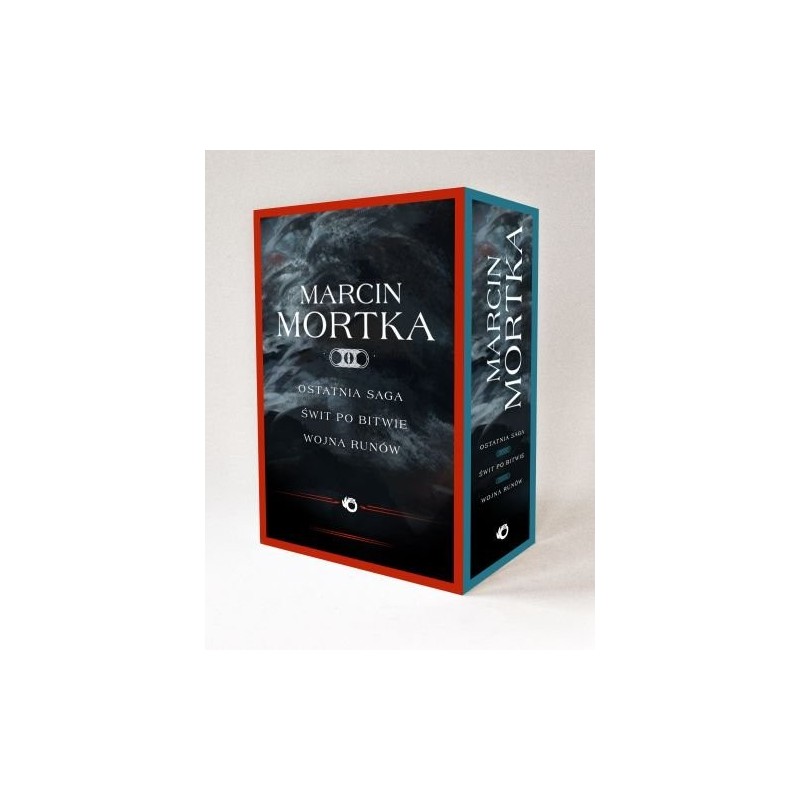 MARCIN
MORTKA
OSTATNIA SAGA
ŚWIT PO BITWIE
WOJNA RUNÓW
MARCIN
MORTKA
OSTATNIA SAGA
ŚWIT PO BITWIE
WOJNA RUNÓW